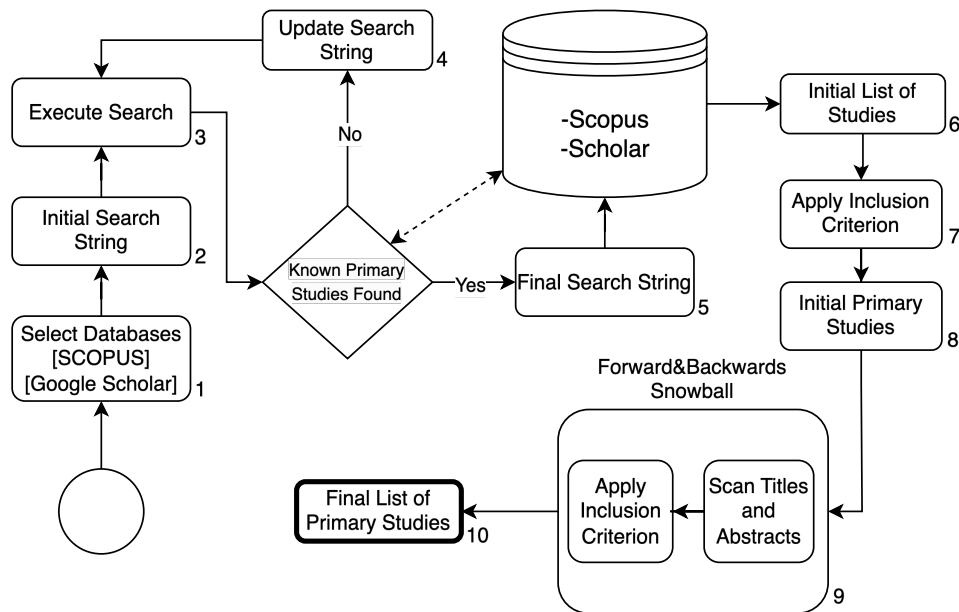 Select Databases
[SCOPUS]
[Google Scholar]
1
Initial Search
String
2
Execute Search
3
Update Search
String
4
No
Known Primary
Studies Found
Yes
Final Search String
5
-Scopus
-Scholar
Initial List of
Studies
6
Apply Inclusion
Criterion
7
Initial Primary
Studies
8
Forward&Backwards
Snowball
Scan Titles
and
Abstracts
Apply
Inclusion
Criterion
9
Final List of
Primary Studies
10